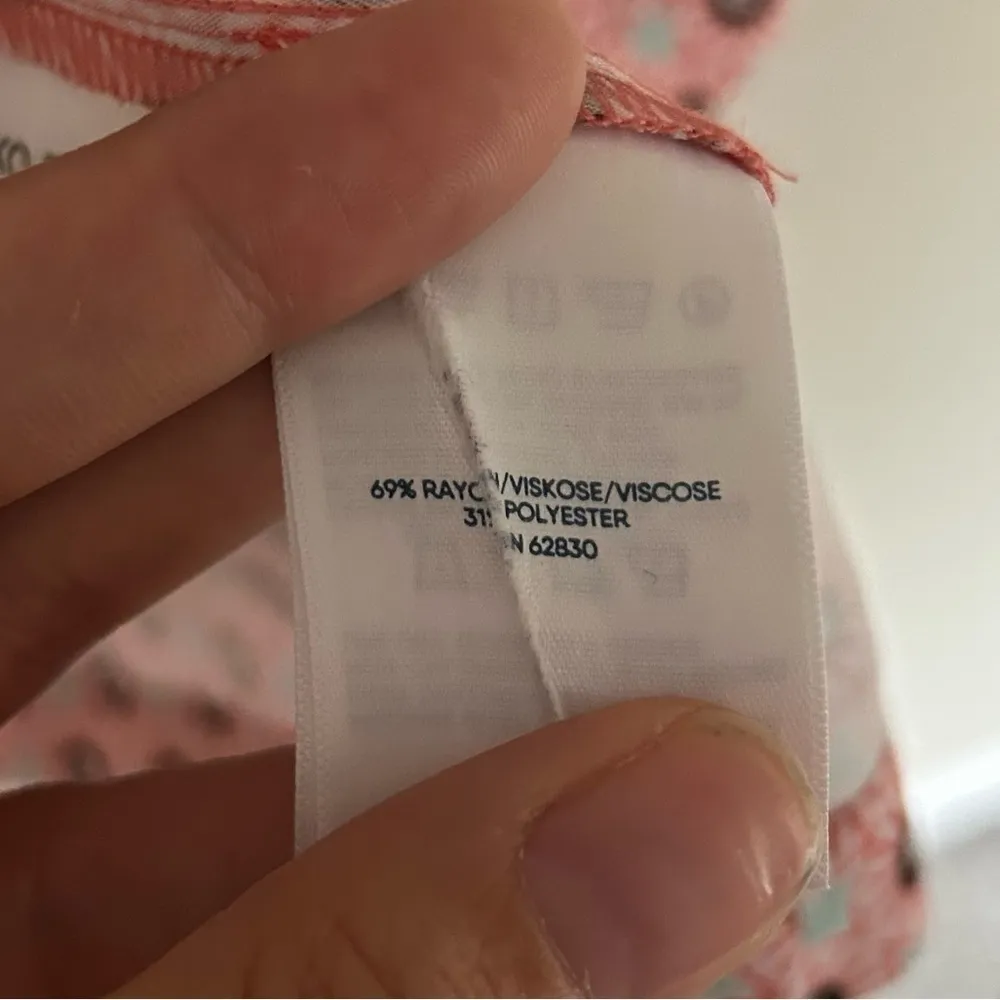 69% RAYON/VISKOSE/VISCOSE
31% POLYESTER
62830